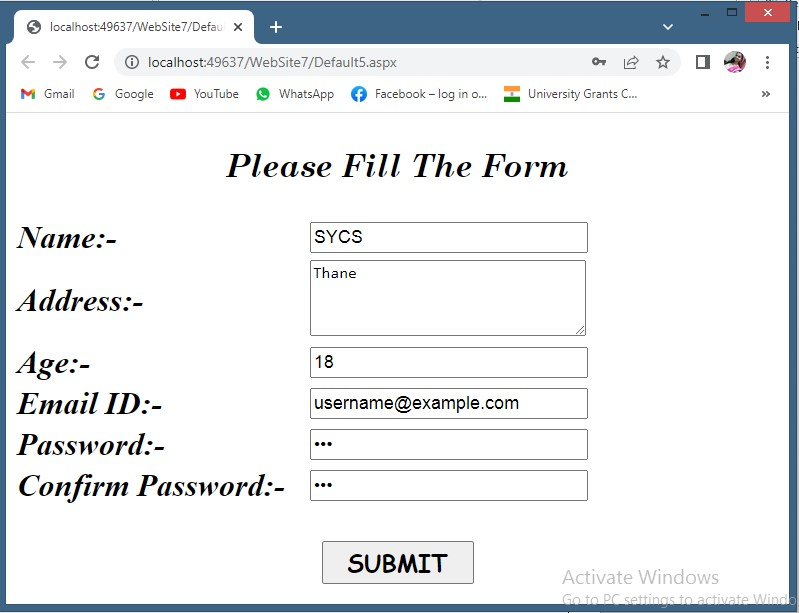 localhost:49637/WebSite7/Defau
localhost:49637/WebSite7/Default5.aspx
Gmail Google YouTube WhatsApp Facebook – log in o... University Grants C... »
Please Fill The Form
Name:- SYCS
Address:- Thane
Age:- 18
Email ID:- username@example.com
Password:- •••
Confirm Password:- •••
SUBMIT
Activate Windows
Go to PC settings to activate Windo